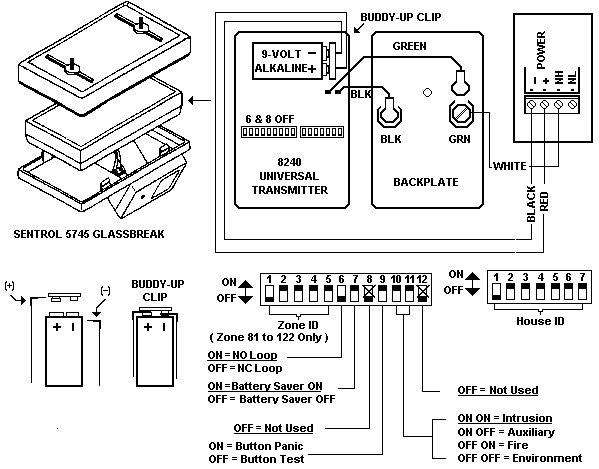 BUDDY-UP CLIP
9-VOLT −
ALKALINE +
GREEN
BLK
6 & 8 OFF
8240
UNIVERSAL
TRANSMITTER
BLK
GRN
BACKPLATE
WHITE
POWER
− + NH NL
BLACK
RED
SENTROL 5745 GLASSBREAK
(+)
(−)
+ −
BUDDY-UP
CLIP
+ −
ON
OFF
1 2 3 4 5 6 7 8 9 10 11 12
Zone ID
( Zone 81 to 122 Only )
ON
OFF
1 2 3 4 5 6 7
House ID
ON = NO Loop
OFF = NC Loop
ON =Battery Saver ON
OFF = Battery Saver OFF
OFF = Not Used
ON = Button Panic
OFF = Button Test
OFF = Not Used
ON ON = Intrusion
ON OFF = Auxiliary
OFF ON = Fire
OFF OFF = Environment